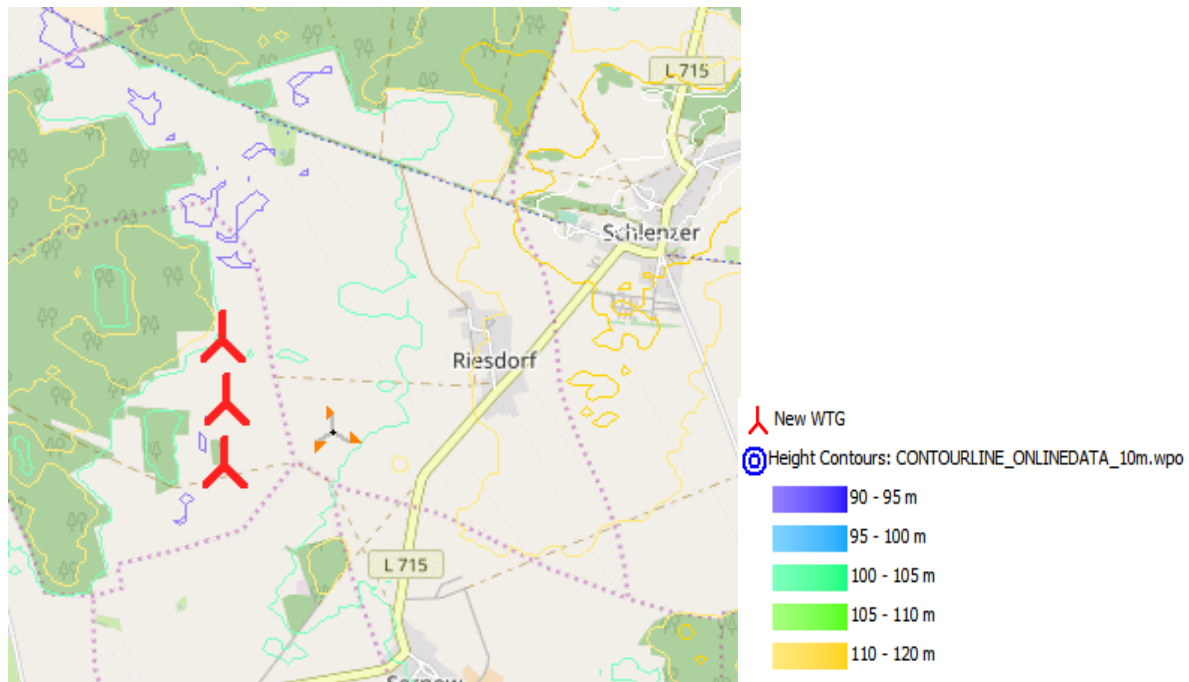 L 715
Schlenzer
Riesdorf
L 715
New WTG
Height Contours: CONTOURLINE_ONLINEDATA_10m.wpo
90 - 95 m
95 - 100 m
100 - 105 m
105 - 110 m
110 - 120 m